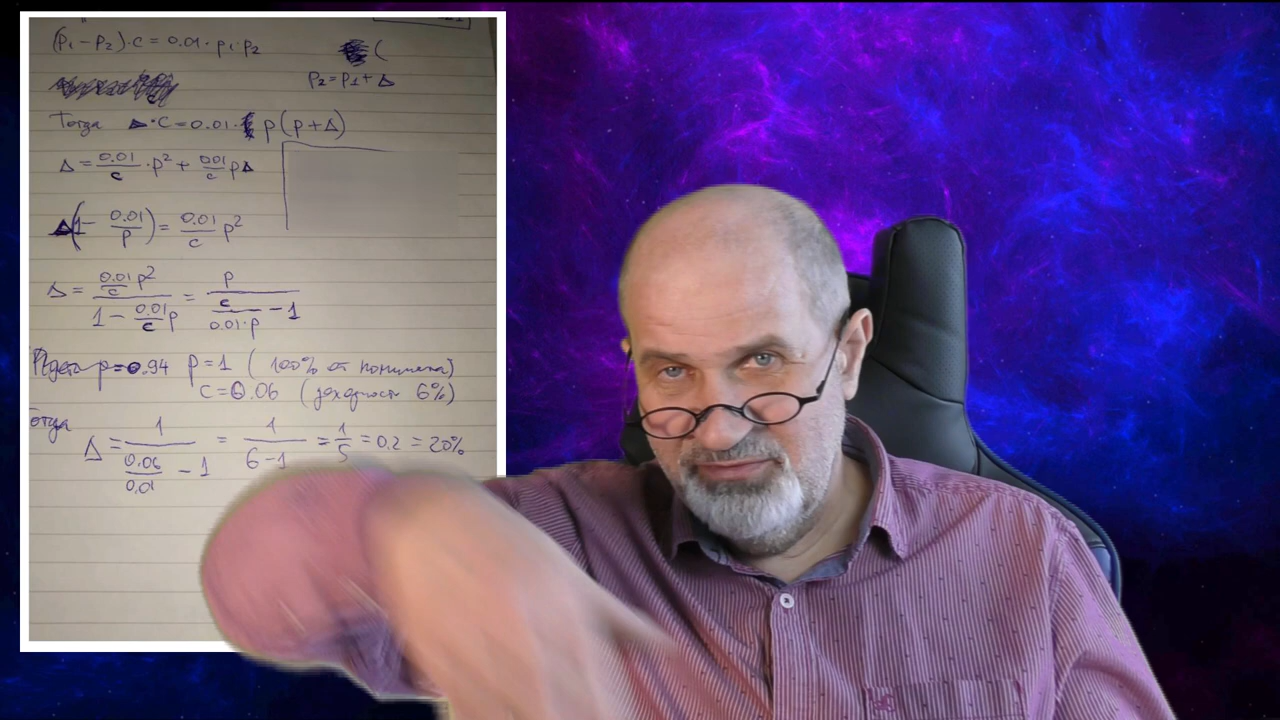 (p₁ - p₂)·c = 0.01·p₁·p₂
(
p₂ = p₁ + Δ
Тогда Δ·c = 0.01· p(p+Δ)
Δ = 0.01/c ·p² + 0.01/c pΔ
Δ(1 - 0.01/p) = 0.01/c p²
Δ = (0.01/c p²)/(1 - 0.01/c p) = p/(c/(0.01·p) - 1)
p=0.94 p=1 (100% от номинала)
c=0.06 (доходность 6%)
Тогда
Δ = 1/(0.06/0.01 - 1) = 1/(6-1) = 1/5 = 0.2 = 20%